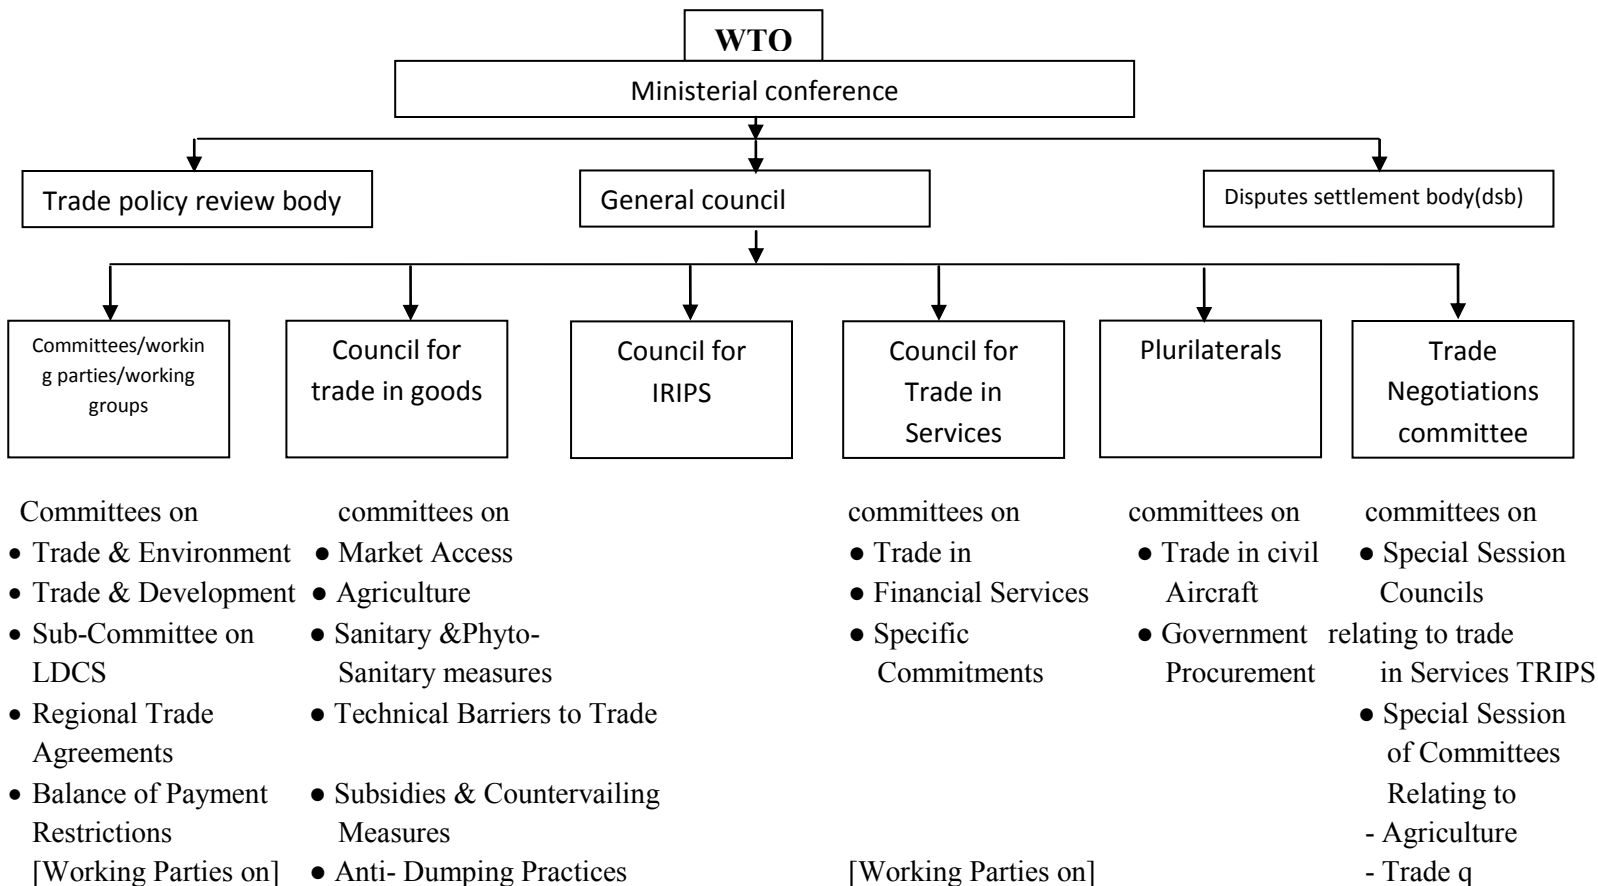 WTO
Ministerial conference
Trade policy review body
General council
Disputes settlement body(dsb)
Committees/workin
g parties/working
groups
Council for
trade in goods
Council for
IRIPS
Council for
Trade in
Services
Plurilaterals
Trade
Negotiations
committee
Committees on
• Trade & Environment
• Trade & Development
• Sub-Committee on
LDCS
• Regional Trade
Agreements
• Balance of Payment
Restrictions
[Working Parties on]
committees on
● Market Access
● Agriculture
● Sanitary &Phyto-
Sanitary measures
● Technical Barriers to Trade
● Subsidies & Countervailing
Measures
● Anti- Dumping Practices
committees on
● Trade in
● Financial Services
● Specific
Commitments
[Working Parties on]
committees on
● Trade in civil
Aircraft
● Government
Procurement
committees on
● Special Session
Councils
relating to trade
in Services TRIPS
● Special Session
of Committees
Relating to
- Agriculture
- Trade q